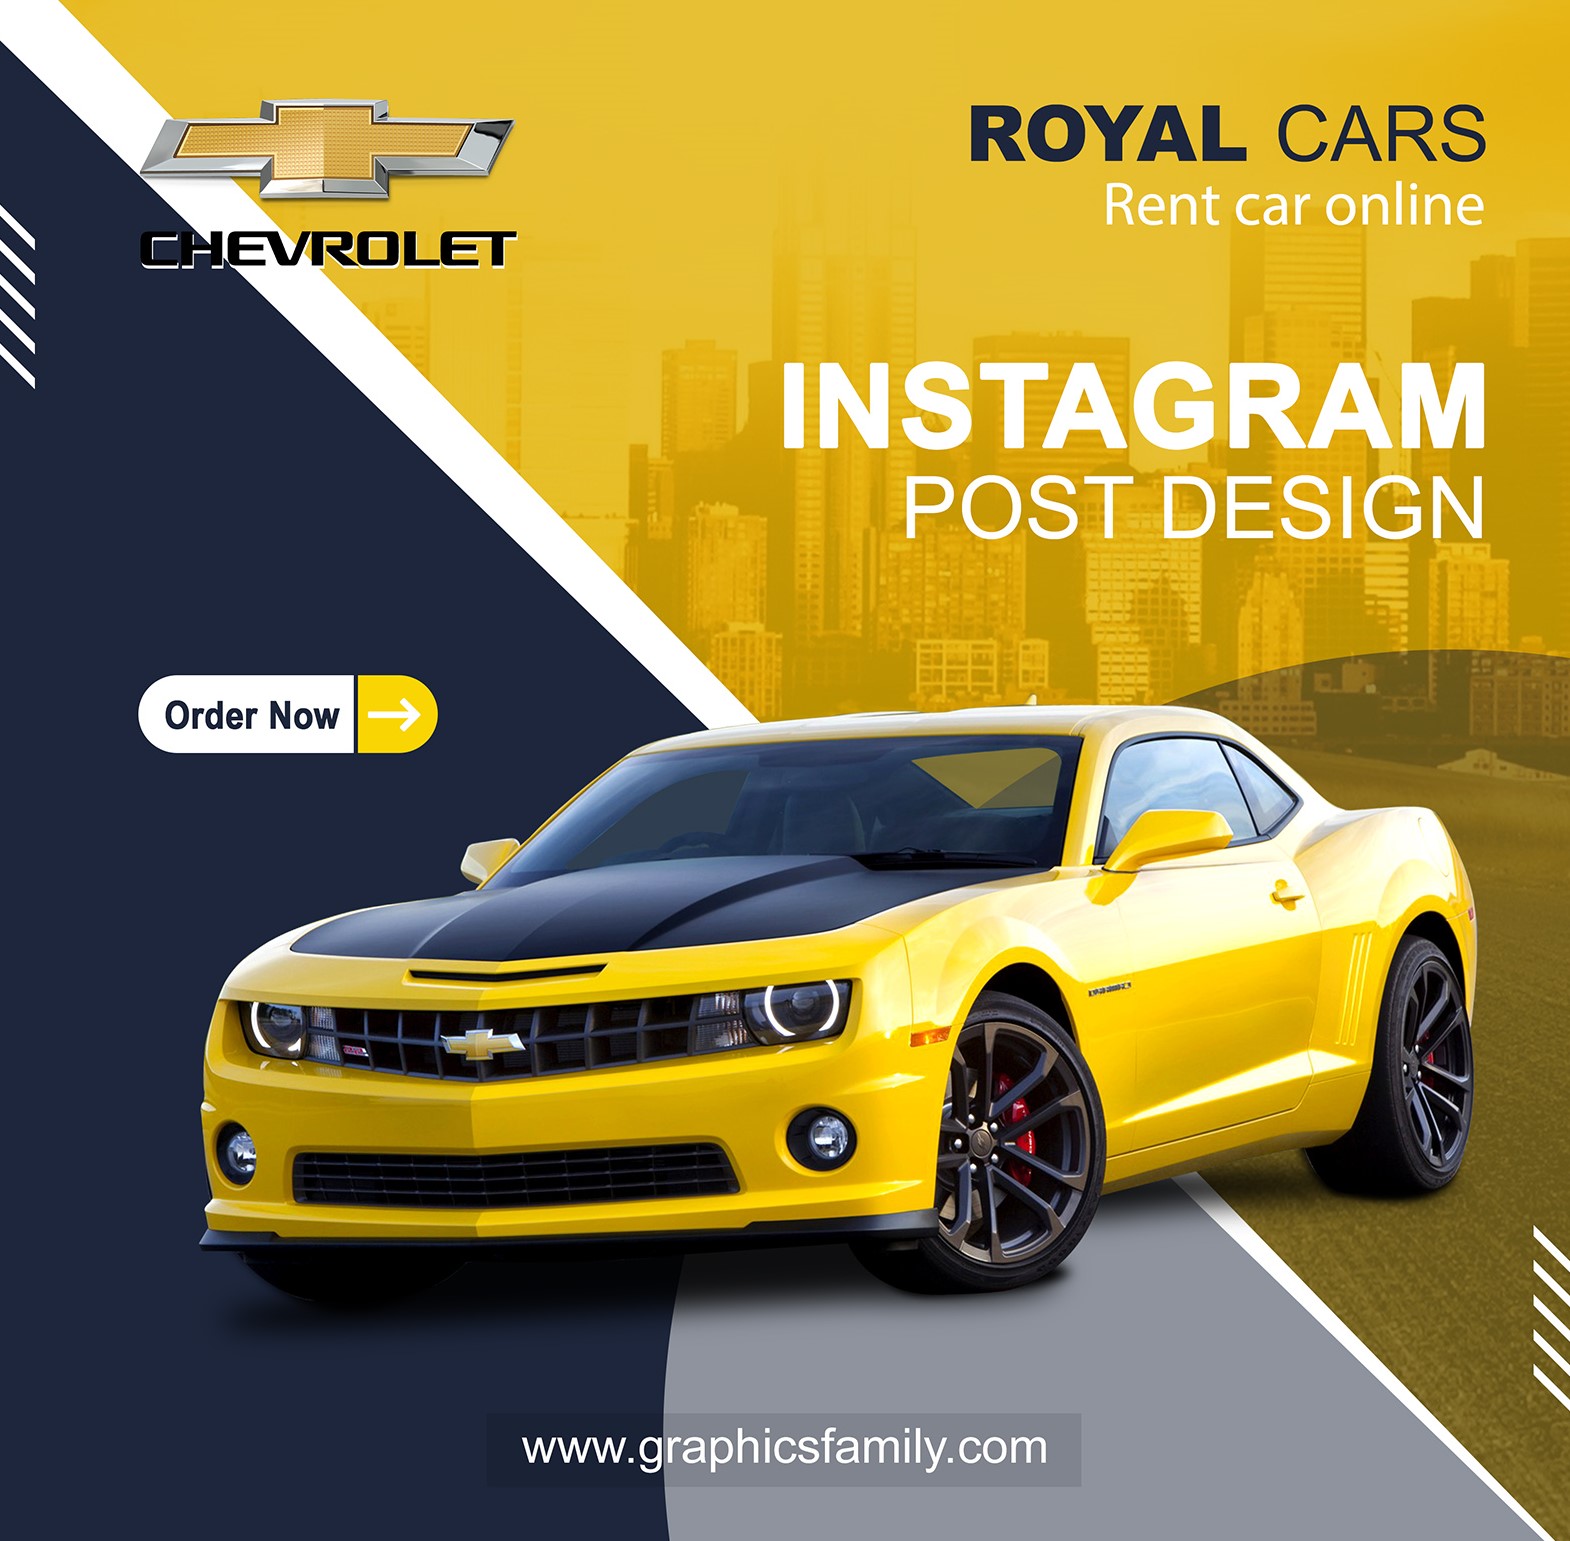 CHEVROLET
ROYAL CARS
Rent car online
INSTAGRAM
POST DESIGN
Order Now
www.graphicsfamily.com